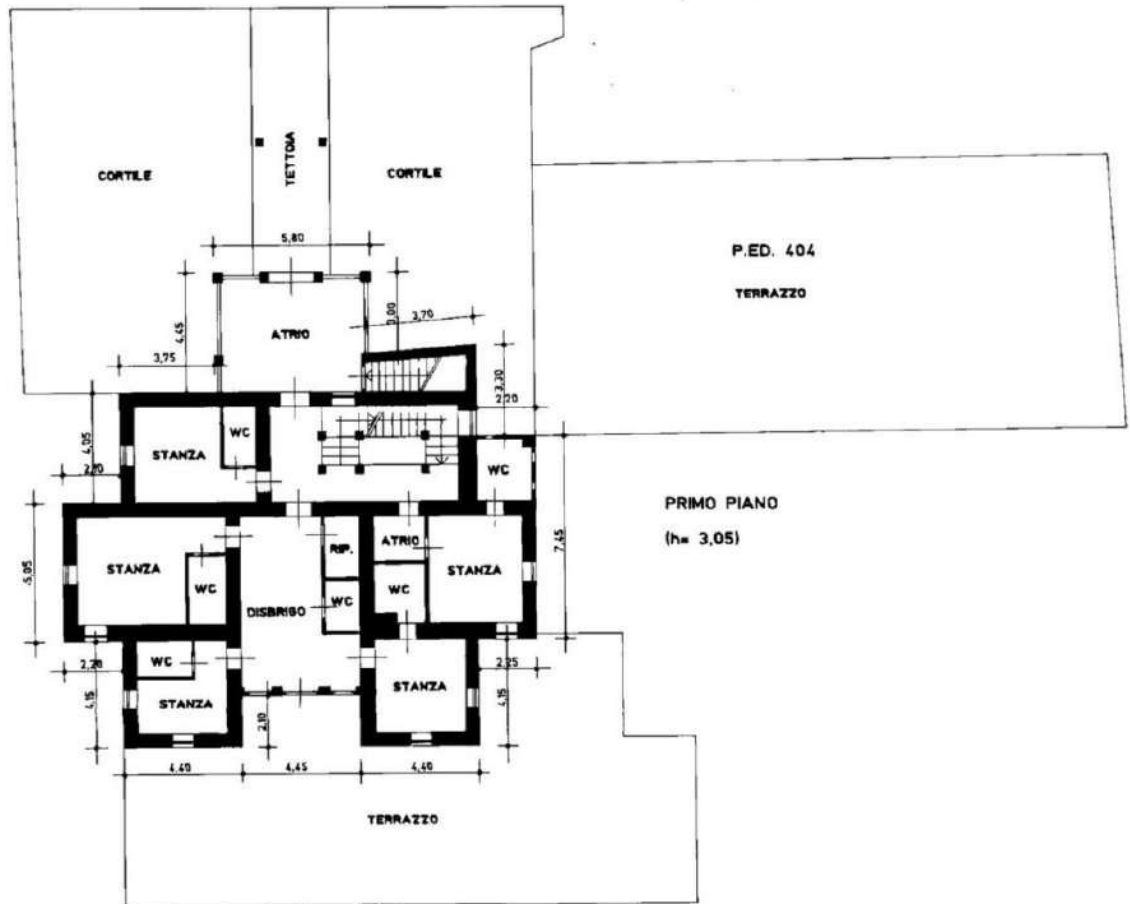 TETTOIA
CORTILE
CORTILE
5,80
P.ED. 404
TERRAZZO
4,45
ATRIO
3,00
3,70
3,75
3,30
2,20
4,05
WC
STANZA
2,10
WC
PRIMO PIANO
(h= 3,05)
5,05
STANZA
WC
RIP.
ATRIO
STANZA
7,45
WC
WC
DISBRIGO
2,20
WC
STANZA
4,15
STANZA
2,25
4,15
2,10
4,40
4,45
4,40
TERRAZZO